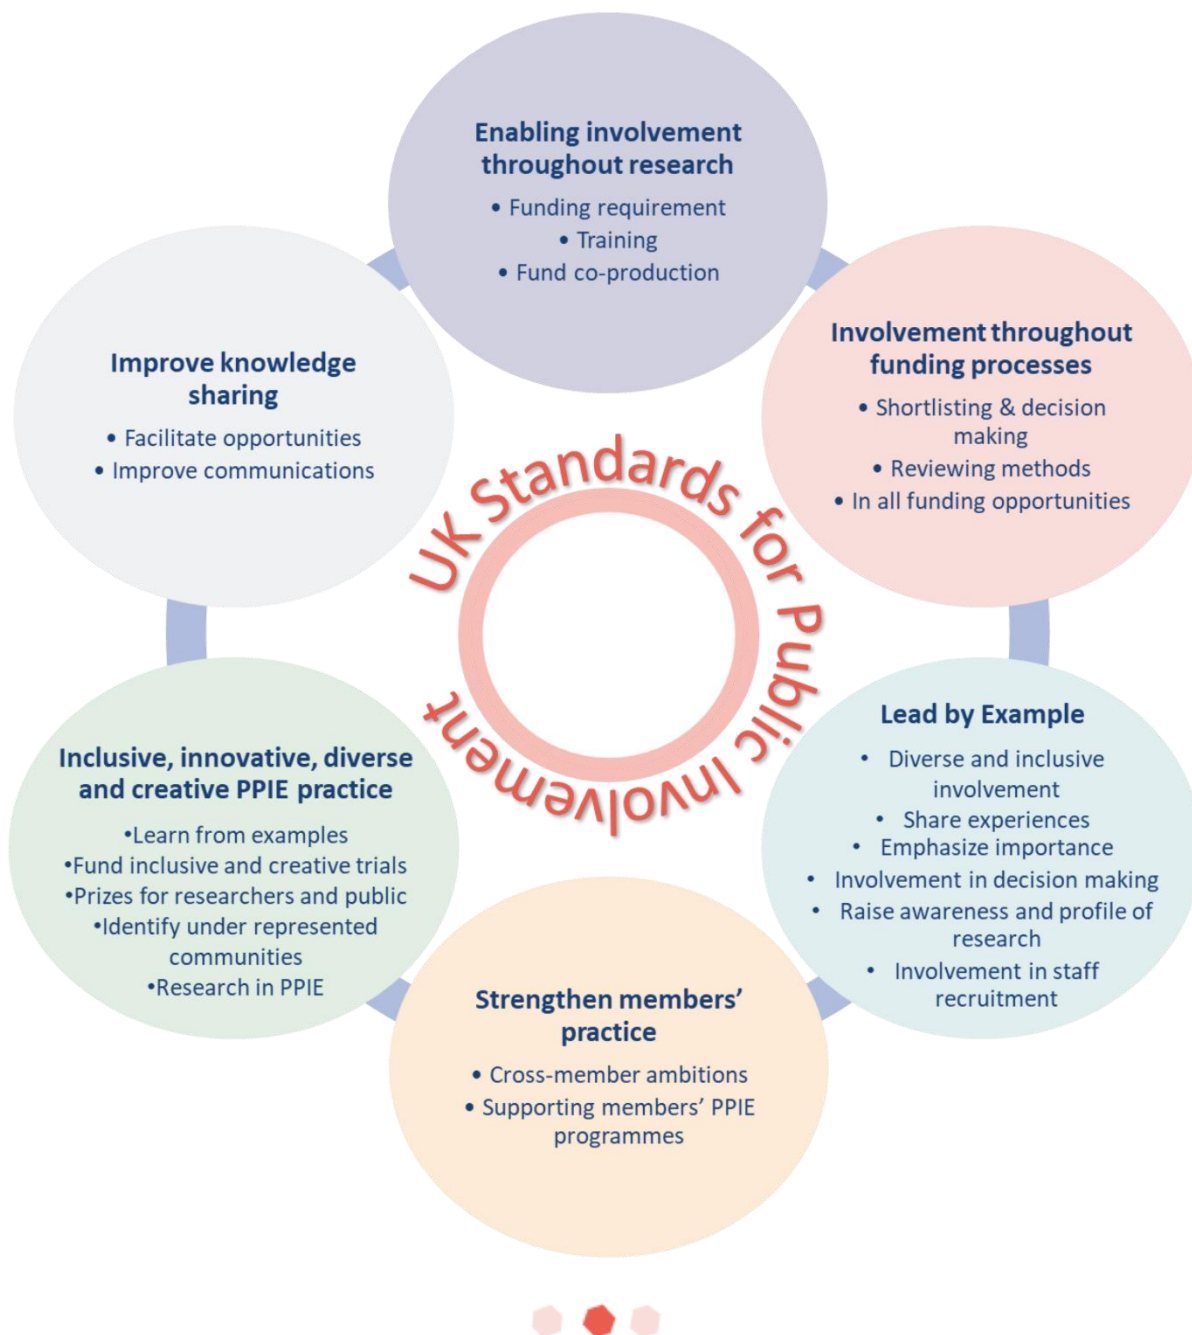 Enabling involvement
throughout research
• Funding requirement
• Training
• Fund co-production
Involvement throughout
funding processes
• Shortlisting & decision
making
• Reviewing methods
• In all funding opportunities
Lead by Example
• Diverse and inclusive
involvement
• Share experiences
• Emphasize importance
• Involvement in decision making
• Raise awareness and profile of
research
• Involvement in staff
recruitment
Strengthen members’
practice
• Cross-member ambitions
• Supporting members’ PPIE
programmes
Inclusive, innovative, diverse
and creative PPIE practice
•Learn from examples
•Fund inclusive and creative trials
•Prizes for researchers and public
•Identify under represented
communities
•Research in PPIE
Improve knowledge
sharing
• Facilitate opportunities
• Improve communications
UK Standards for Public Involvement